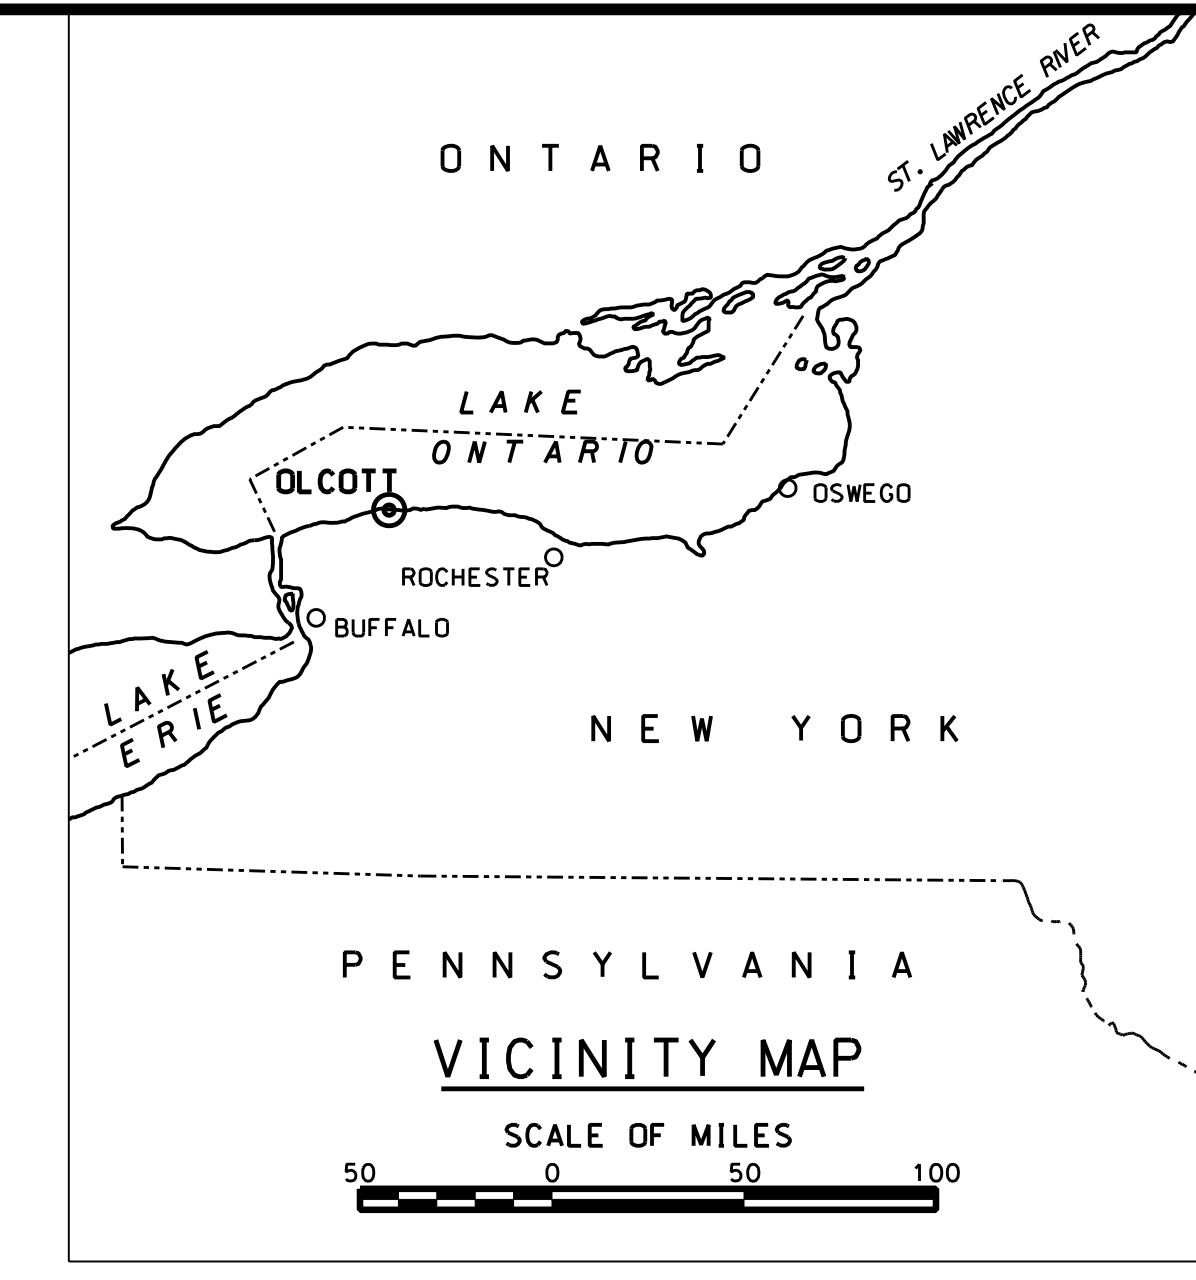 ST. LAWRENCE RIVER
ONTARIO
LAKE
ONTARIO
OLCOTT
OSWEGO
ROCHESTER
BUFFALO
LAKE
ERIE
NEW YORK
PENNSYLVANIA
VICINITY MAP
SCALE OF MILES
50 0 50 100